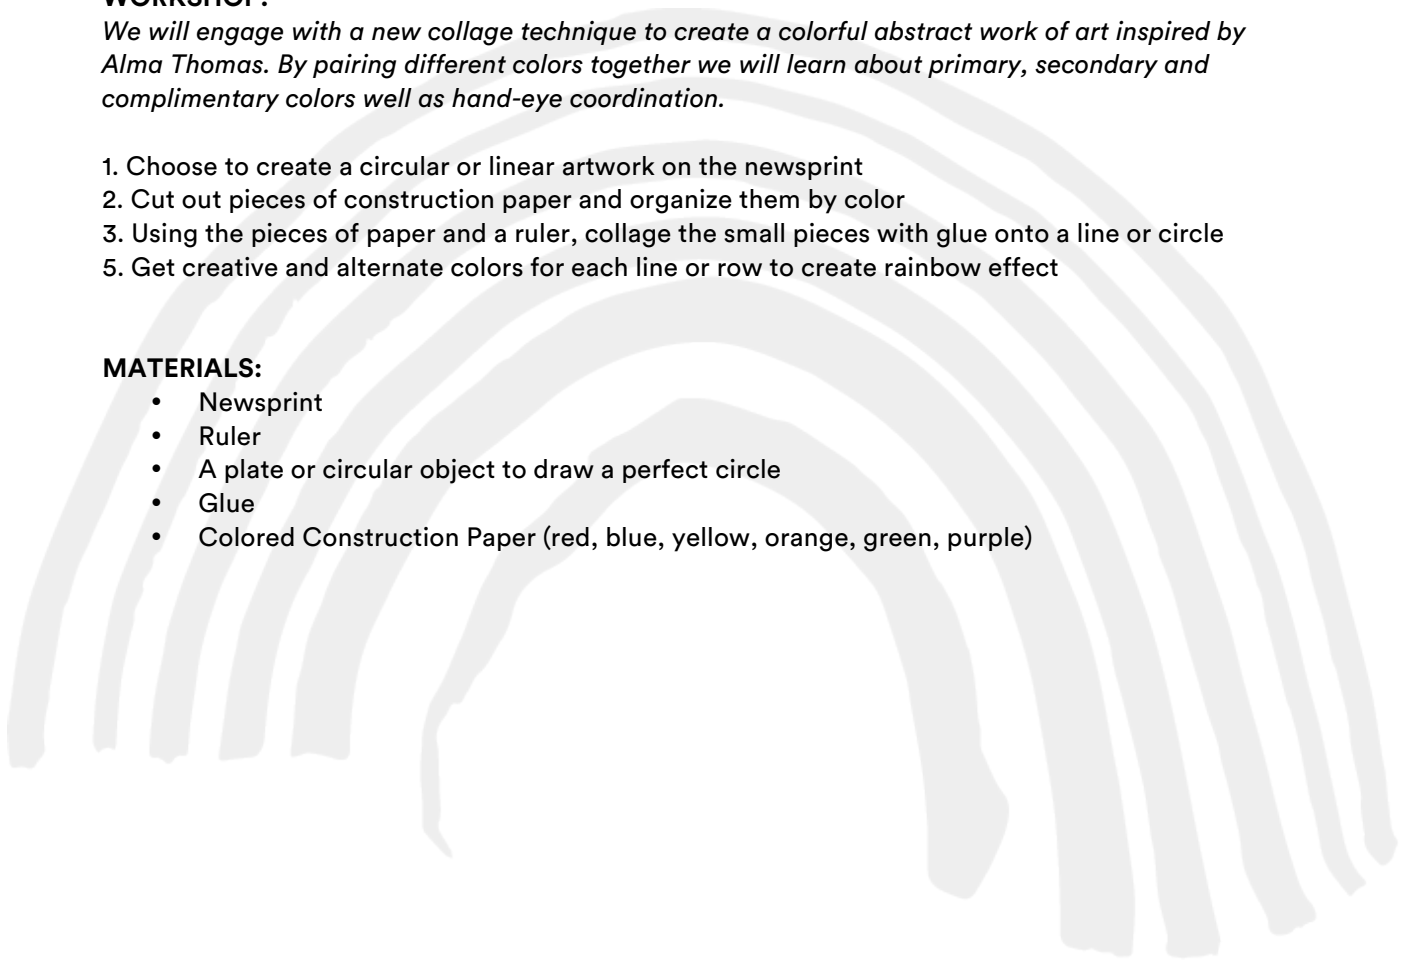 WORKSHOP:
We will engage with a new collage technique to create a colorful abstract work of art inspired by
Alma Thomas. By pairing different colors together we will learn about primary, secondary and
complimentary colors well as hand-eye coordination.
1. Choose to create a circular or linear artwork on the newsprint
2. Cut out pieces of construction paper and organize them by color
3. Using the pieces of paper and a ruler, collage the small pieces with glue onto a line or circle
5. Get creative and alternate colors for each line or row to create rainbow effect
MATERIALS:
• Newsprint
• Ruler
• A plate or circular object to draw a perfect circle
• Glue
• Colored Construction Paper (red, blue, yellow, orange, green, purple)